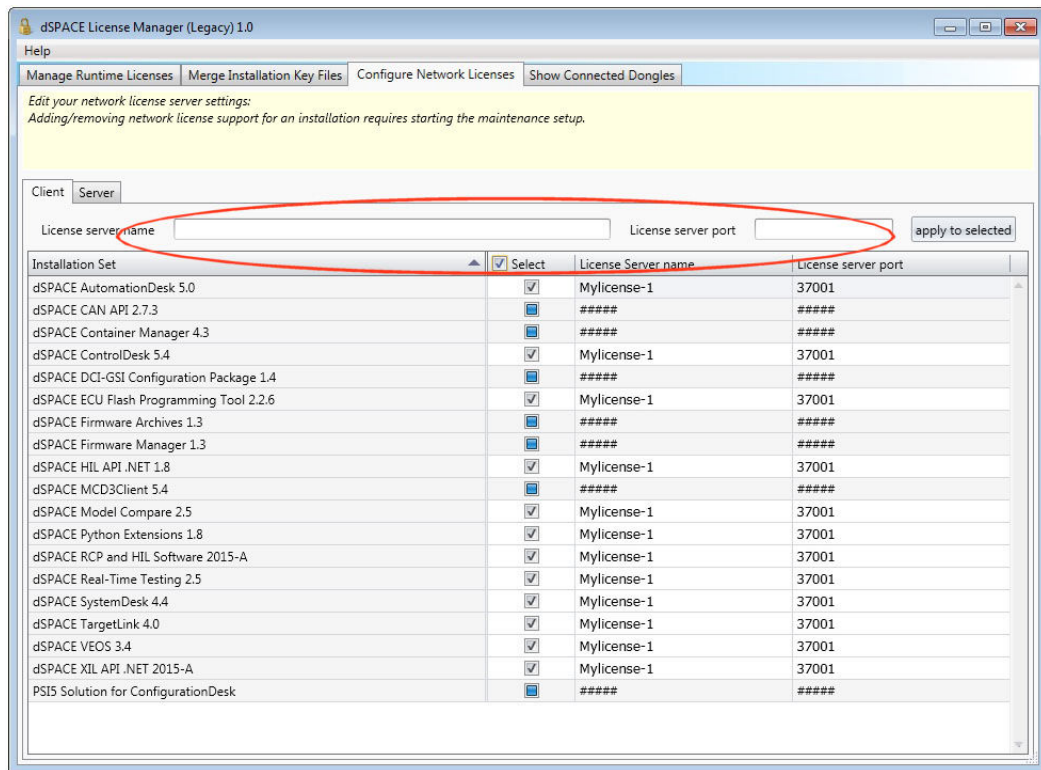 dSPACE License Manager (Legacy) 1.0
Help
Manage Runtime Licenses Merge Installation Key Files Configure Network Licenses Show Connected Dongles
Edit your network license server settings:
Adding/removing network license support for an installation requires starting the maintenance setup.
Client Server
License server name License server port apply to selected
Installation Set Select License Server name License server port
dSPACE AutomationDesk 5.0 Mylicense-1 37001
dSPACE CAN API 2.7.3 ##### #####
dSPACE Container Manager 4.3 ##### #####
dSPACE ControlDesk 5.4 Mylicense-1 37001
dSPACE DCI-GSI Configuration Package 1.4 ##### #####
dSPACE ECU Flash Programming Tool 2.2.6 Mylicense-1 37001
dSPACE Firmware Archives 1.3 ##### #####
dSPACE Firmware Manager 1.3 ##### #####
dSPACE HIL API .NET 1.8 Mylicense-1 37001
dSPACE MCD3Client 5.4 ##### #####
dSPACE Model Compare 2.5 Mylicense-1 37001
dSPACE Python Extensions 1.8 Mylicense-1 37001
dSPACE RCP and HIL Software 2015-A Mylicense-1 37001
dSPACE Real-Time Testing 2.5 Mylicense-1 37001
dSPACE SystemDesk 4.4 Mylicense-1 37001
dSPACE TargetLink 4.0 Mylicense-1 37001
dSPACE VEOS 3.4 Mylicense-1 37001
dSPACE XIL API .NET 2015-A Mylicense-1 37001
PSI5 Solution for ConfigurationDesk ##### #####